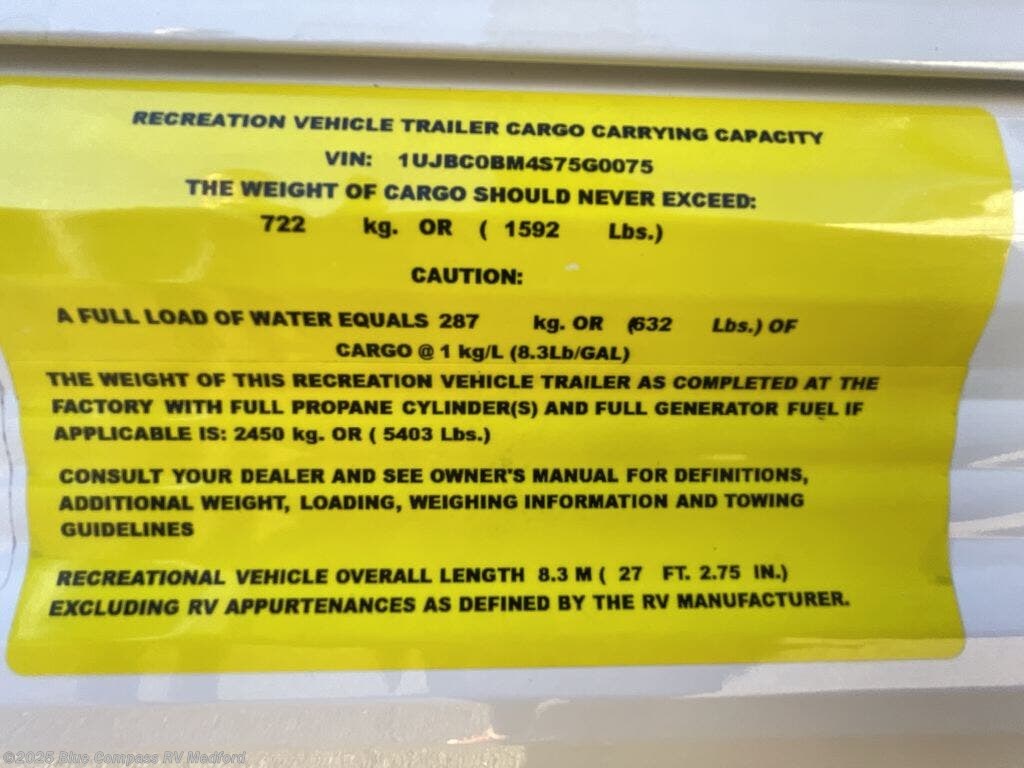 RECREATION VEHICLE TRAILER CARGO CARRYING CAPACITY
VIN: 1UJBC0BM4S75G0075
THE WEIGHT OF CARGO SHOULD NEVER EXCEED:
722 kg. OR ( 1592 Lbs.)
CAUTION:
A FULL LOAD OF WATER EQUALS 287 kg. OR (632 Lbs.) OF
CARGO @ 1 kg/L (8.3Lb/GAL)
THE WEIGHT OF THIS RECREATION VEHICLE TRAILER AS COMPLETED AT THE
FACTORY WITH FULL PROPANE CYLINDER(S) AND FULL GENERATOR FUEL IF
APPLICABLE IS: 2450 kg. OR ( 5403 Lbs.)
CONSULT YOUR DEALER AND SEE OWNER'S MANUAL FOR DEFINITIONS,
ADDITIONAL WEIGHT, LOADING, WEIGHING INFORMATION AND TOWING
GUIDELINES
RECREATIONAL VEHICLE OVERALL LENGTH 8.3 M ( 27 FT. 2.75 IN.)
EXCLUDING RV APPURTENANCES AS DEFINED BY THE RV MANUFACTURER.
©2025 Blue Compass RV Medford